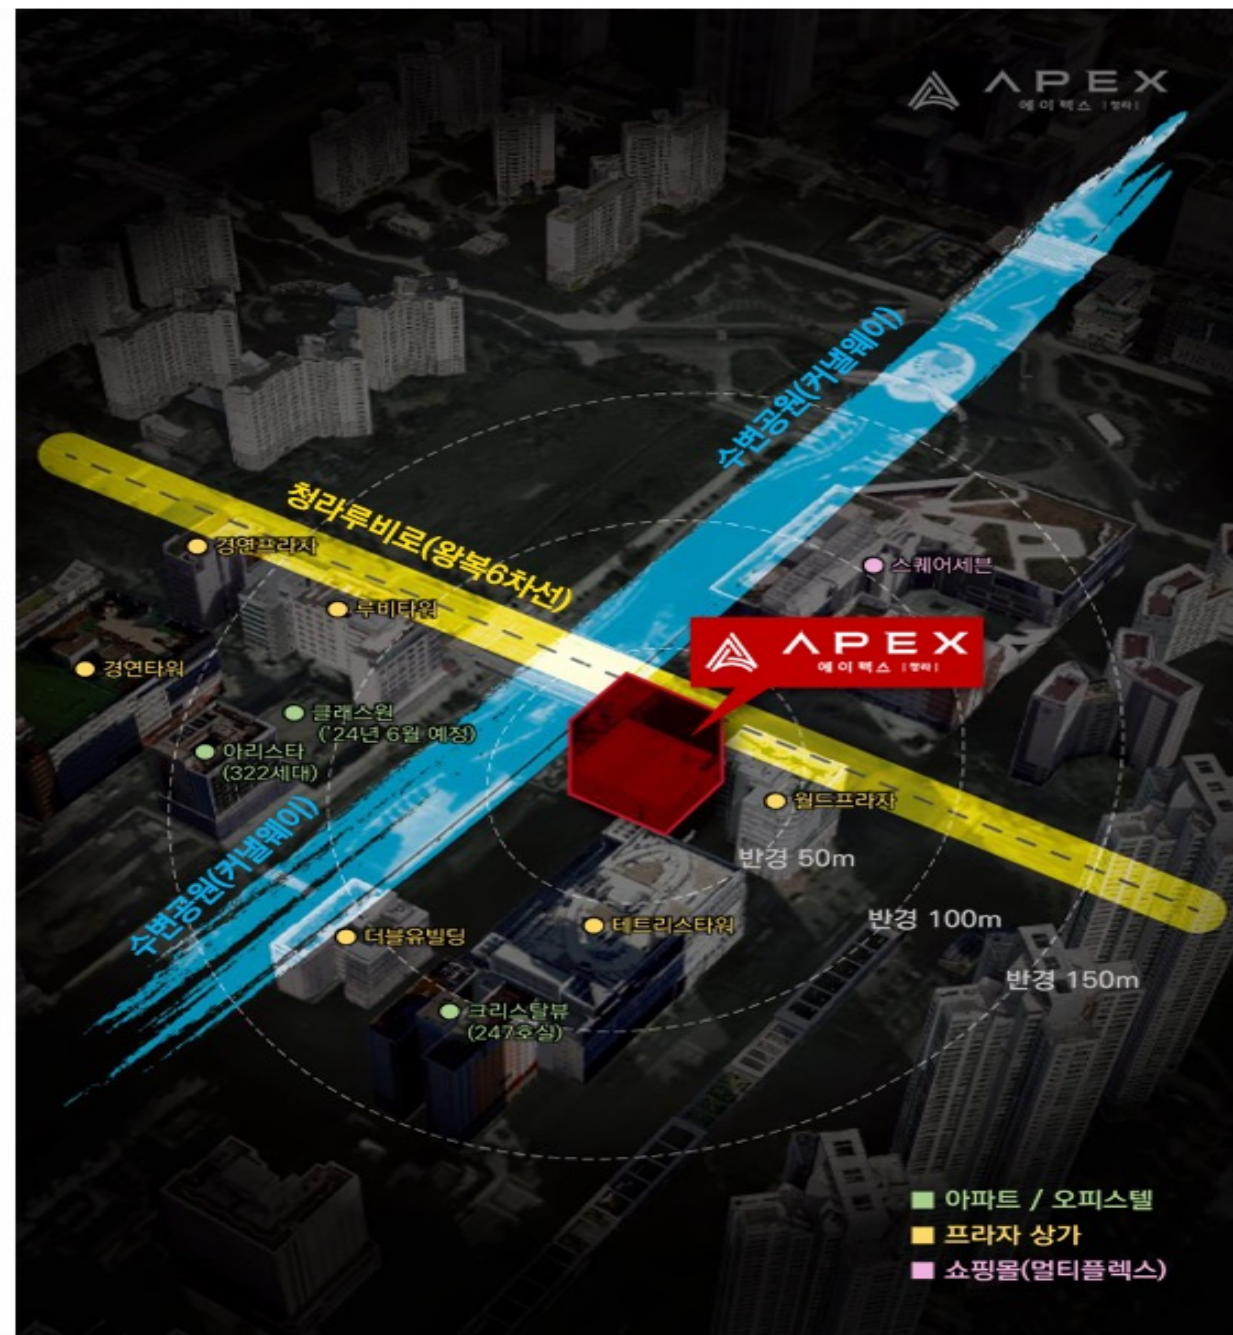 APEX
에이펙스 |청라|
수변공원(커낼웨이)
청라루비로(왕복6차선)
경연프라자
스퀘어세븐
루비타워
APEX
에이펙스 |청라|
경연타워
클래스원
('24년 6월 예정)
아리스타
(322세대)
월드프라자
수변공원(커낼웨이)
반경 50m
더블유빌딩
테트리스타워
반경 100m
반경 150m
크리스탈뷰
(247호실)
아파트 / 오피스텔
프라자 상가
쇼핑몰(멀티플렉스)